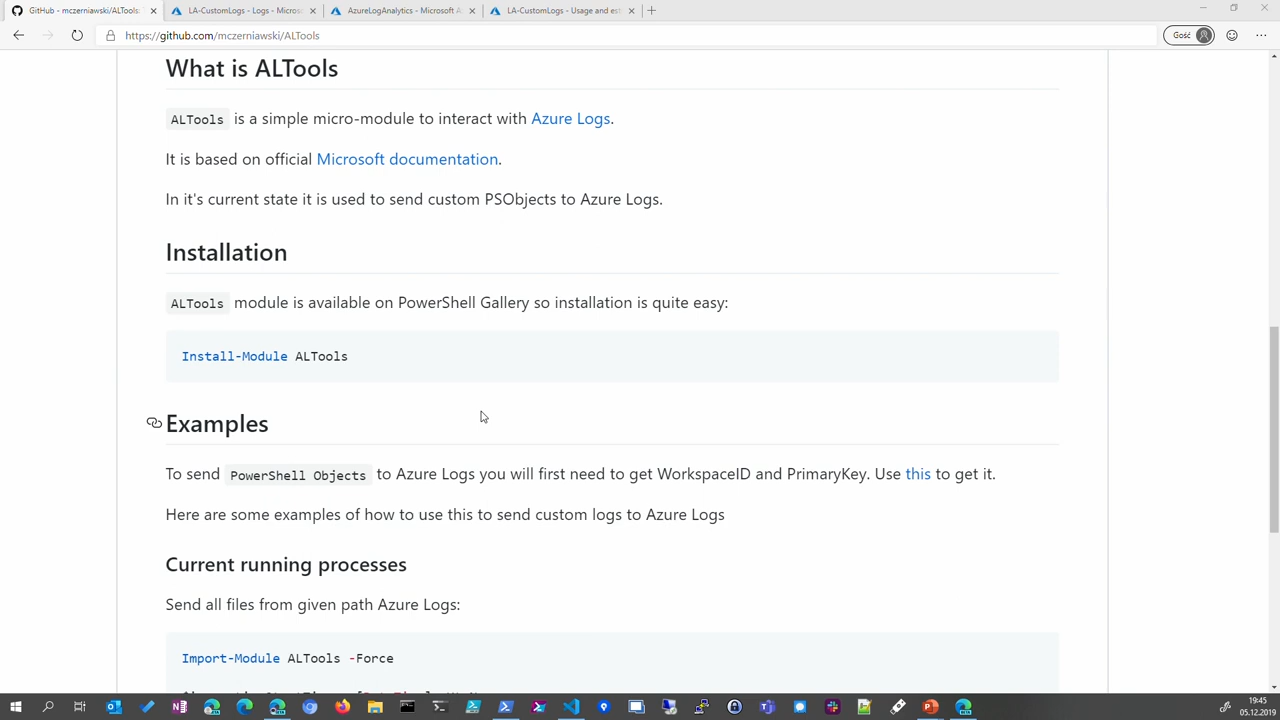 GitHub - mczerniawski/ALTools:
LA-CustomLogs - Logs - Microso
AzureLogAnalytics - Microsoft A
LA-CustomLogs - Usage and est
https://github.com/mczerniawski/ALTools
Gość
What is ALTools
ALTools is a simple micro-module to interact with Azure Logs.
It is based on official Microsoft documentation.
In it's current state it is used to send custom PSObjects to Azure Logs.
Installation
ALTools module is available on PowerShell Gallery so installation is quite easy:
Install-Module ALTools
Examples
To send PowerShell Objects to Azure Logs you will first need to get WorkspaceID and PrimaryKey. Use this to get it.
Here are some examples of how to use this to send custom logs to Azure Logs
Current running processes
Send all files from given path Azure Logs:
Import-Module ALTools -Force
19:45
05.12.2019